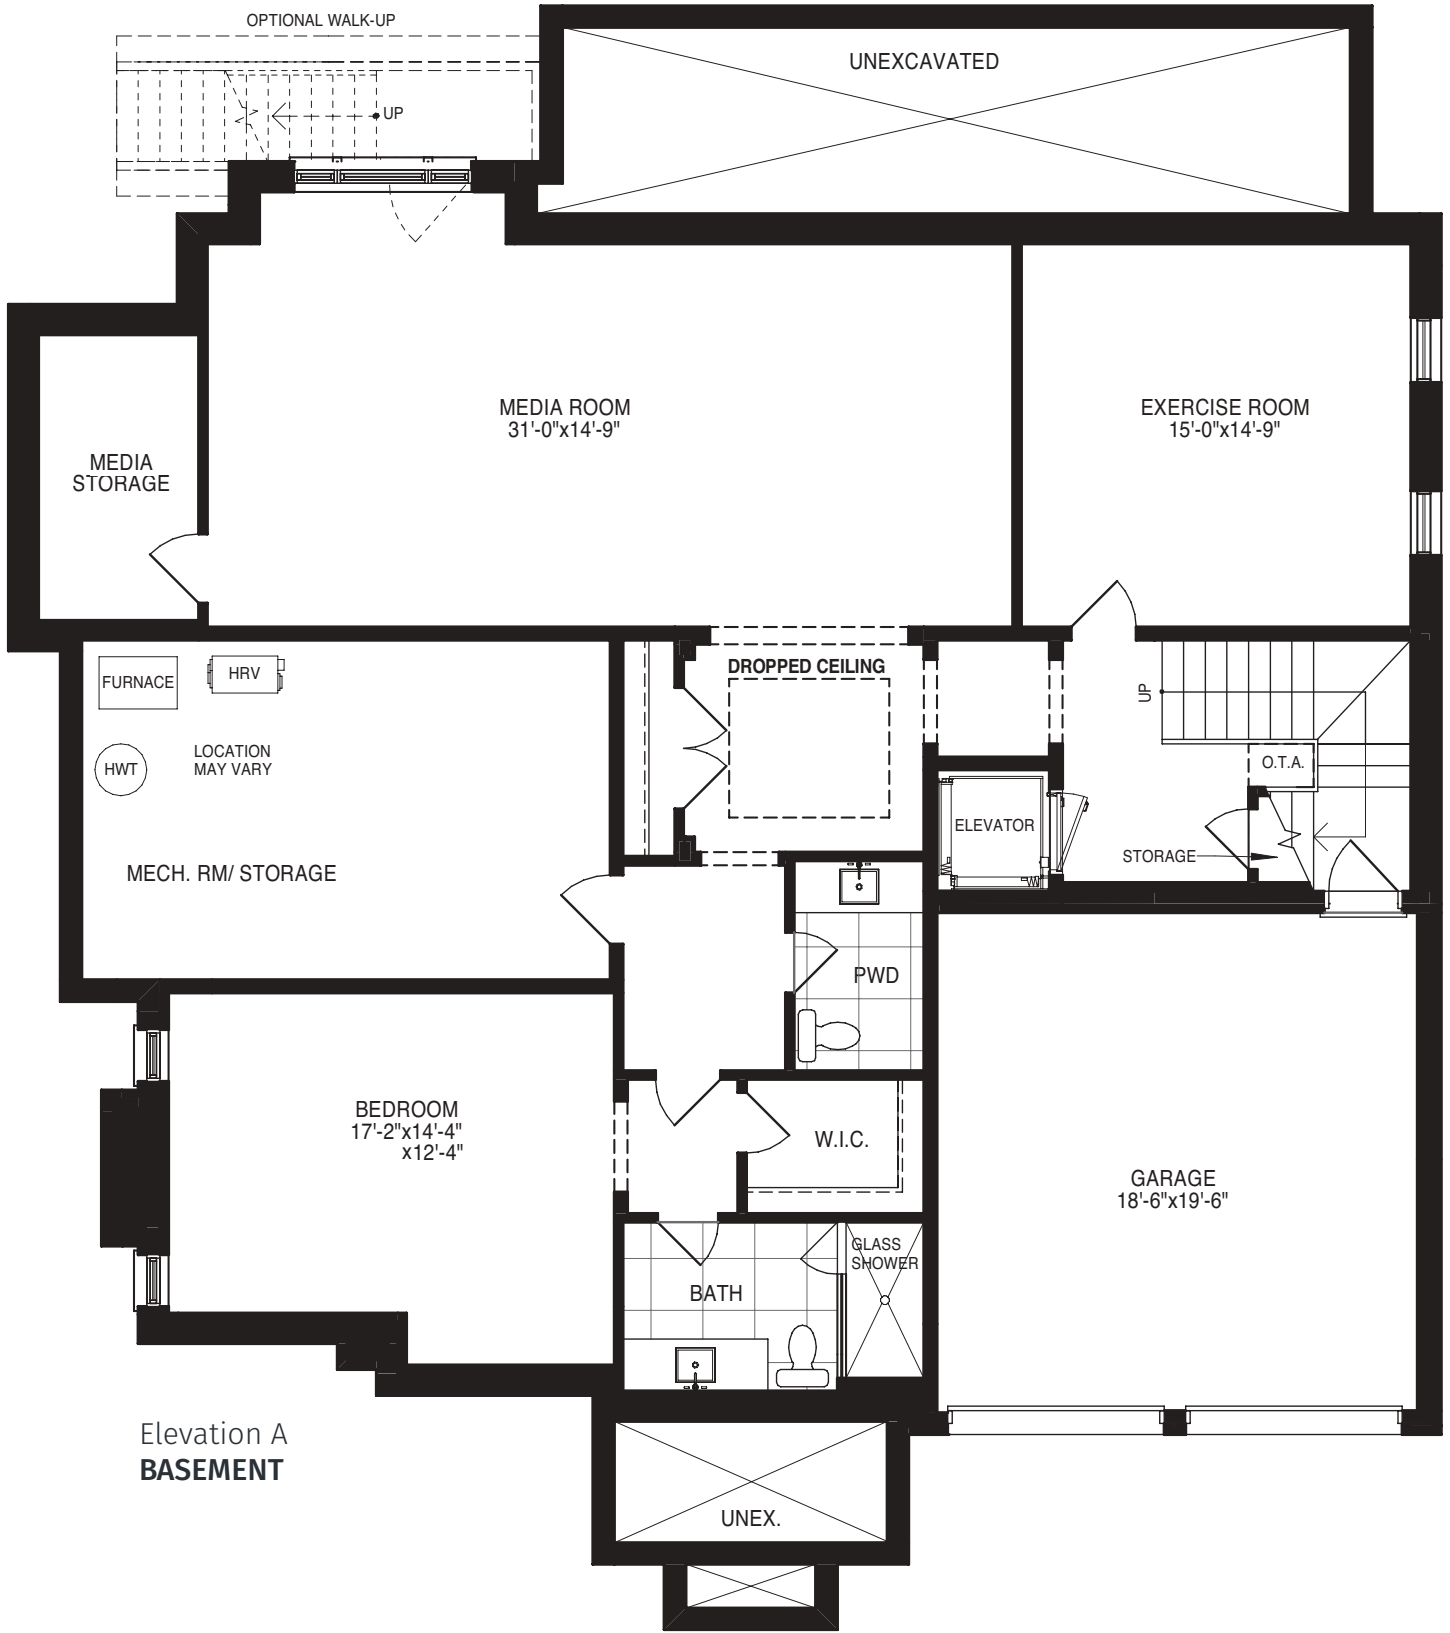 OPTIONAL WALK-UP
UNEXCAVATED
UP
MEDIA ROOM
31'-0"x14'-9"
EXERCISE ROOM
15'-0"x14'-9"
MEDIA
STORAGE
FURNACE
HRV
DROPPED CEILING
UP
HWT
LOCATION
MAY VARY
O.T.A.
ELEVATOR
STORAGE
MECH. RM/ STORAGE
PWD
BEDROOM
17'-2"x14'-4"
x12'-4"
W.I.C.
GARAGE
18'-6"x19'-6"
GLASS
SHOWER
BATH
Elevation A
BASEMENT
UNEX.